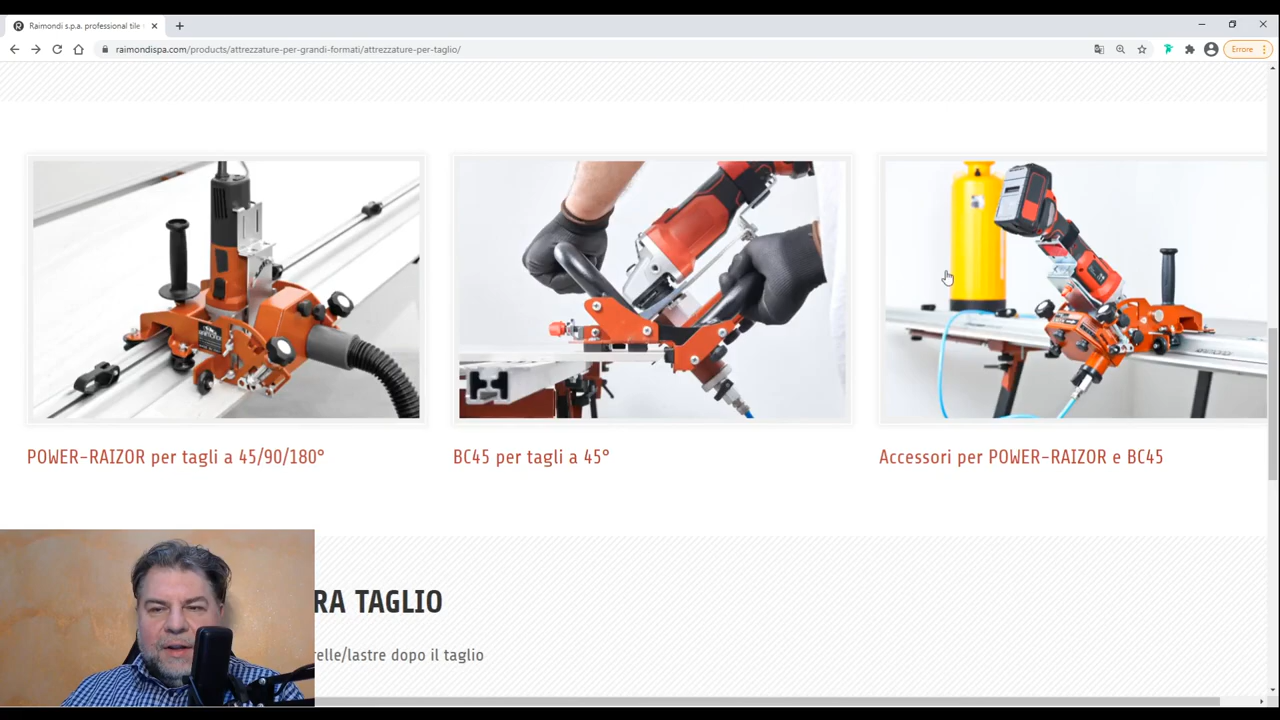 Raimondi s.p.a. professional tile
raimondispa.com/products/attrezzature-per-grandi-formati/attrezzature-per-taglio/
Errore
POWER-RAIZOR per tagli a 45/90/180°
BC45 per tagli a 45°
Accessori per POWER-RAIZOR e BC45
RA TAGLIO
relle/lastre dopo il taglio